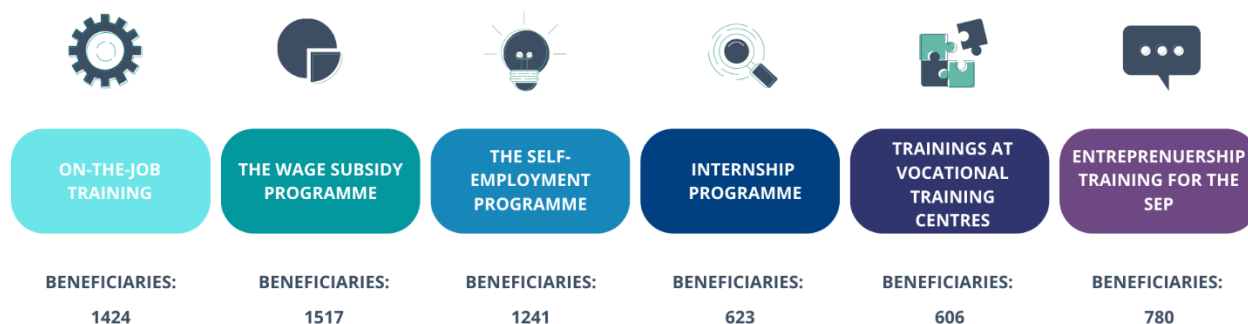 ON-THE-JOB
TRAINING
THE WAGE SUBSIDY
PROGRAMME
THE SELF-
EMPLOYMENT
PROGRAMME
INTERNSHIP
PROGRAMME
TRAININGS AT
VOCATIONAL
TRAINING
CENTRES
ENTREPRENUERSHIP
TRAINING FOR THE
SEP
BENEFICIARIES:
1424
BENEFICIARIES:
1517
BENEFICIARIES:
1241
BENEFICIARIES:
623
BENEFICIARIES:
606
BENEFICIARIES:
780